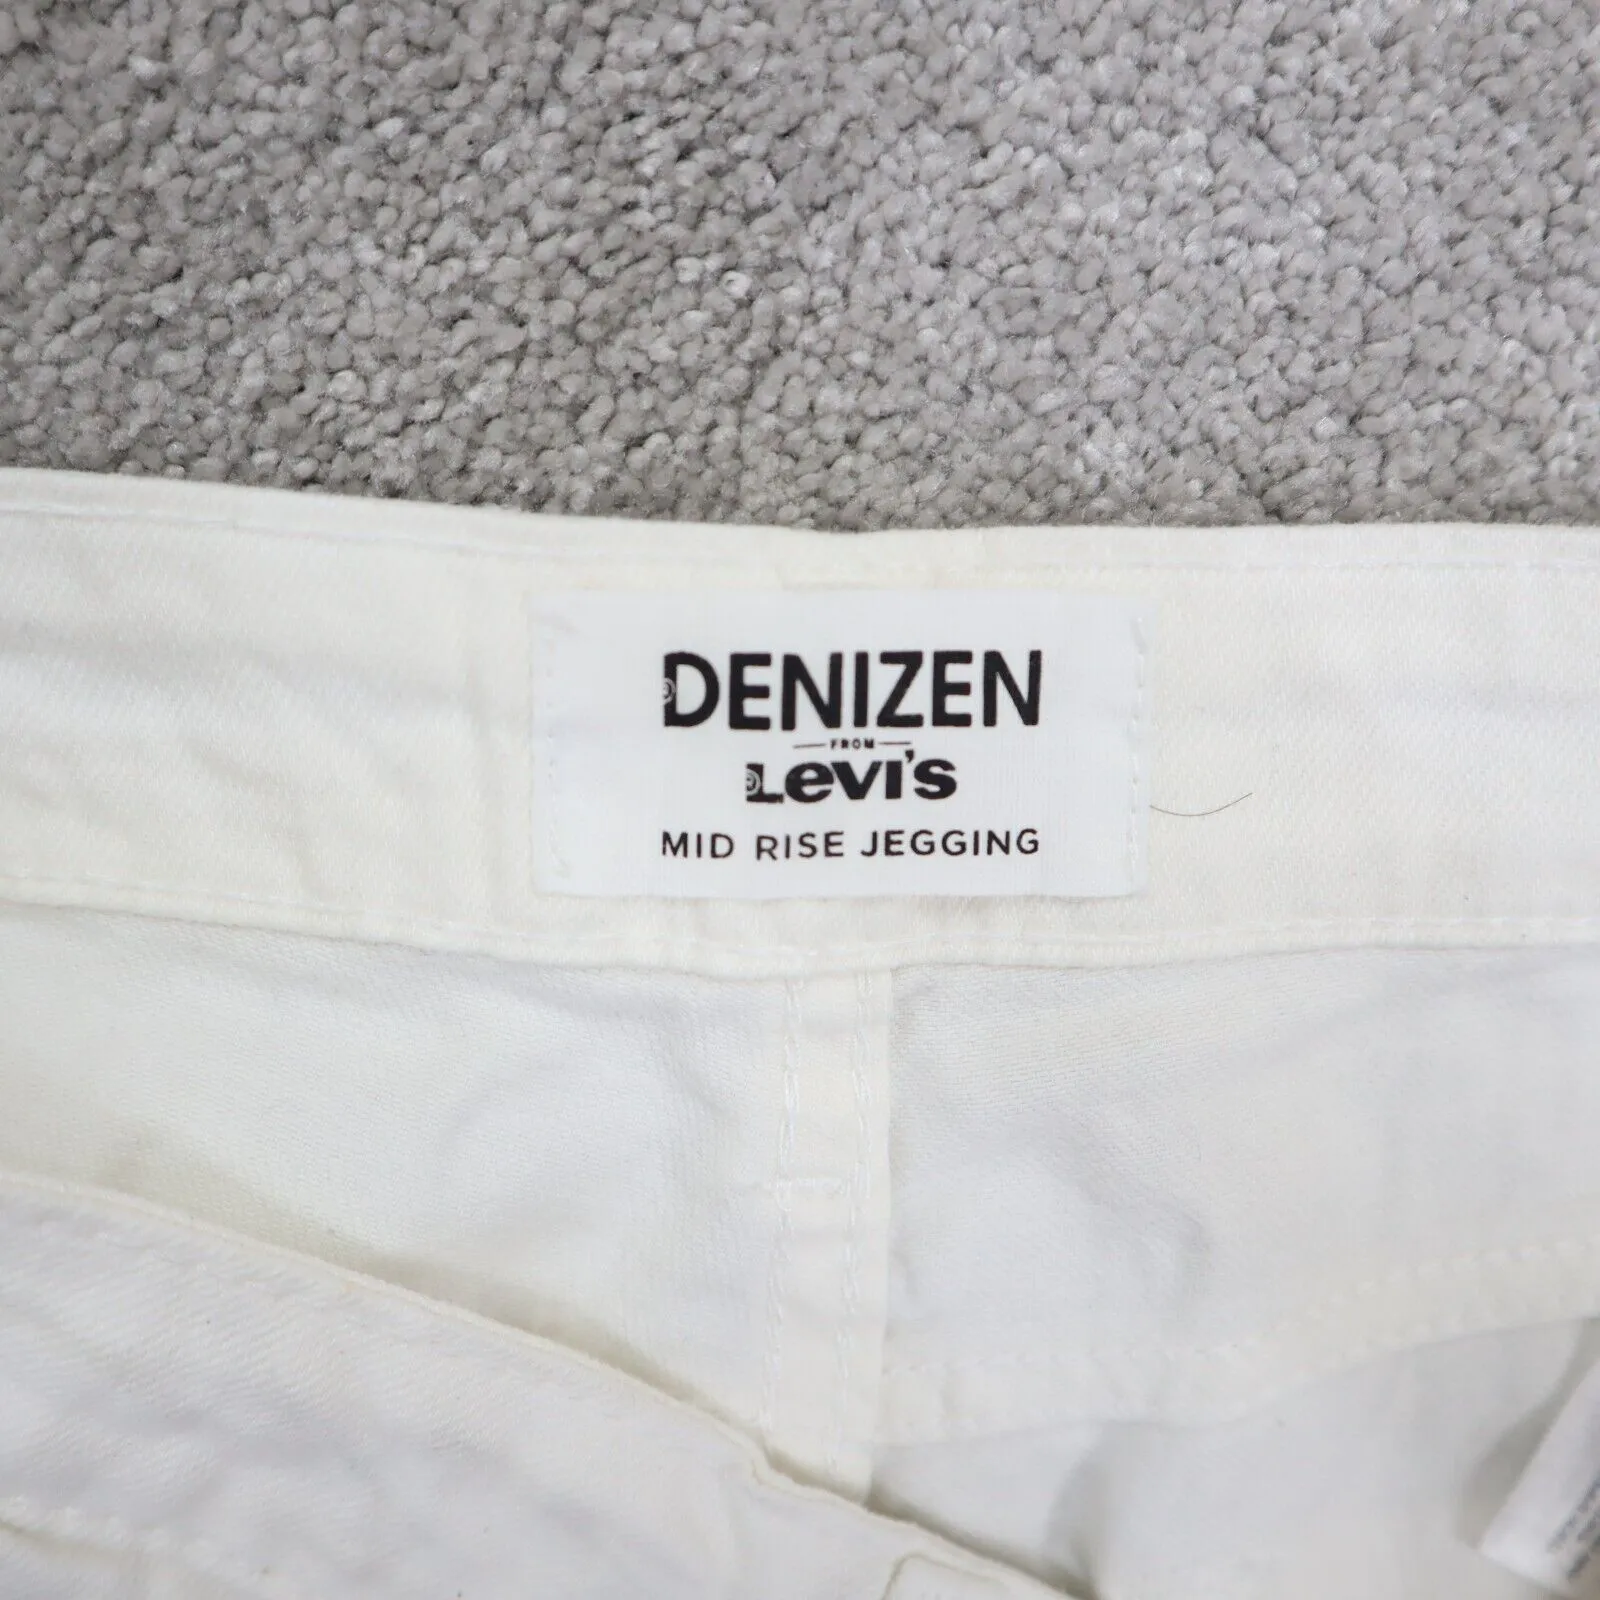 DENIZEN
FROM
Levi's
MID RISE JEGGING